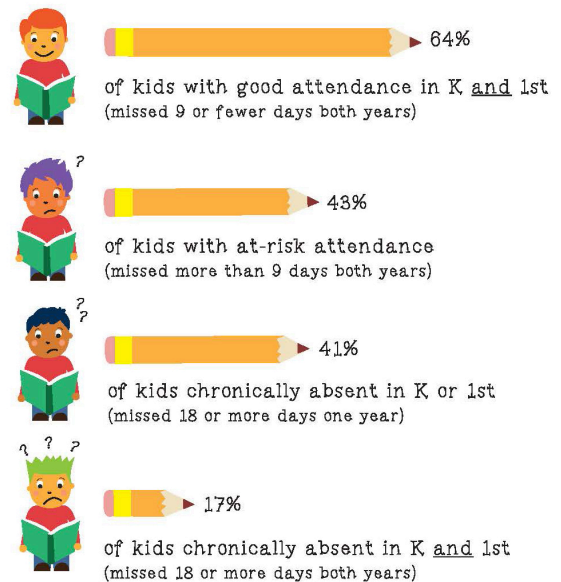 64%
of kids with good attendance in K and 1st
(missed 9 or fewer days both years)
?
43%
of kids with at-risk attendance
(missed more than 9 days both years)
?
?
41%
of kids chronically absent in K or 1st
(missed 18 or more days one year)
? ? ?
17%
of kids chronically absent in K and 1st
(missed 18 or more days both years)